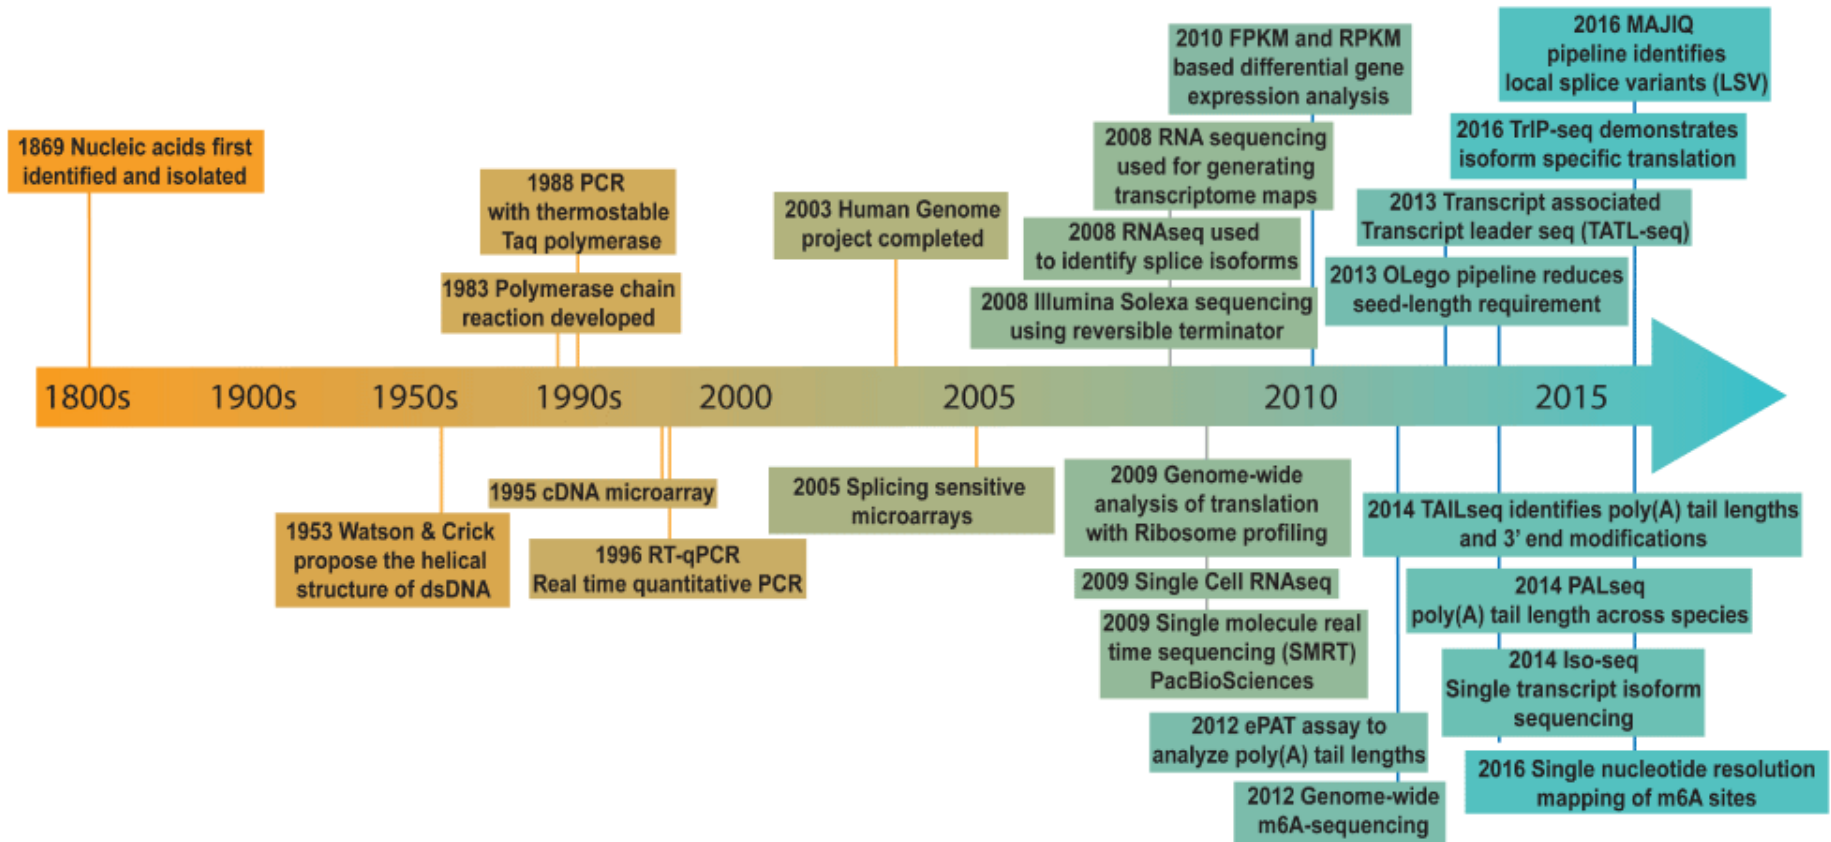 1869 Nucleic acids first
identified and isolated
1988 PCR
with thermostable
Taq polymerase
1983 Polymerase chain
reaction developed
2003 Human Genome
project completed
2010 FPKM and RPKM
based differential gene
expression analysis
2008 RNA sequencing
used for generating
transcriptome maps
2008 RNAseq used
to identify splice isoforms
2008 Illumina Solexa sequencing
using reversible terminator
2016 MAJIQ
pipeline identifies
local splice variants (LSV)
2016 TrIP-seq demonstrates
isoform specific translation
2013 Transcript associated
Transcript leader seq (TATL-seq)
2013 OLego pipeline reduces
seed-length requirement
1800s 1900s 1950s 1990s 2000 2005 2010 2015
1953 Watson & Crick
propose the helical
structure of dsDNA
1995 cDNA microarray
1996 RT-qPCR
Real time quantitative PCR
2005 Splicing sensitive
microarrays
2009 Genome-wide
analysis of translation
with Ribosome profiling
2009 Single Cell RNAseq
2009 Single molecule real
time sequencing (SMRT)
PacBioSciences
2012 ePAT assay to
analyze poly(A) tail lengths
2012 Genome-wide
m6A-sequencing
2014 TAILseq identifies poly(A) tail lengths
and 3' end modifications
2014 PALseq
poly(A) tail length across species
2014 Iso-seq
Single transcript isoform
sequencing
2016 Single nucleotide resolution
mapping of m6A sites